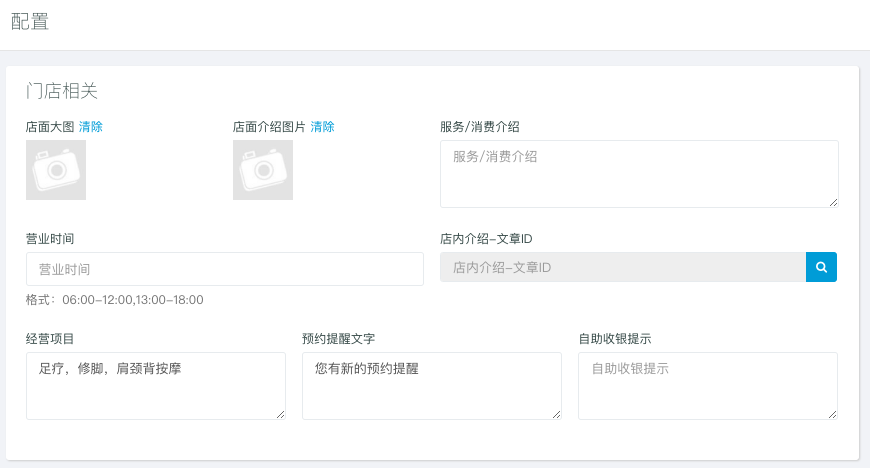 配置
门店相关
店面大图 清除
店面介绍图片 清除
服务/消费介绍
服务/消费介绍
营业时间
店内介绍-文章ID
营业时间
店内介绍-文章ID
格式：06:00-12:00,13:00-18:00
经营项目
预约提醒文字
自助收银提示
足疗，修脚，肩颈背按摩
您有新的预约提醒
自助收银提示